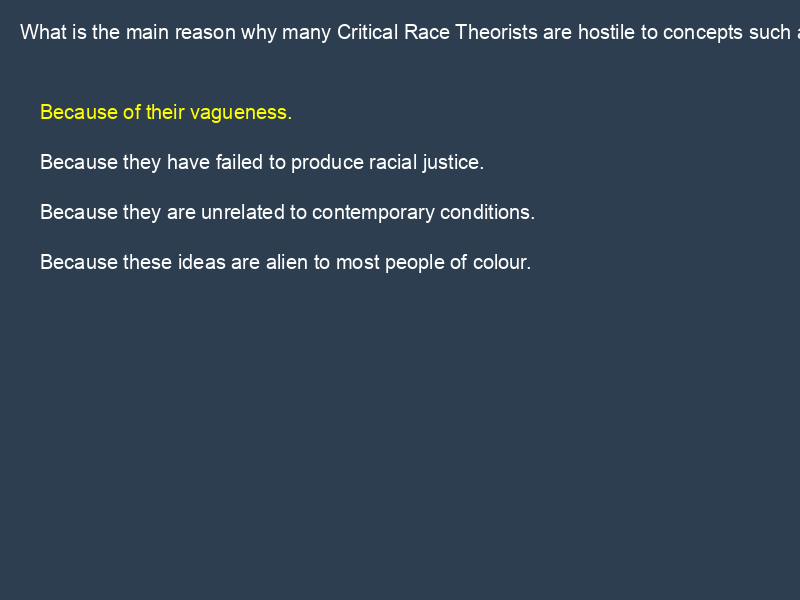 What is the main reason why many Critical Race Theorists are hostile to concepts such
Because of their vagueness.
Because they have failed to produce racial justice.
Because they are unrelated to contemporary conditions.
Because these ideas are alien to most people of colour.